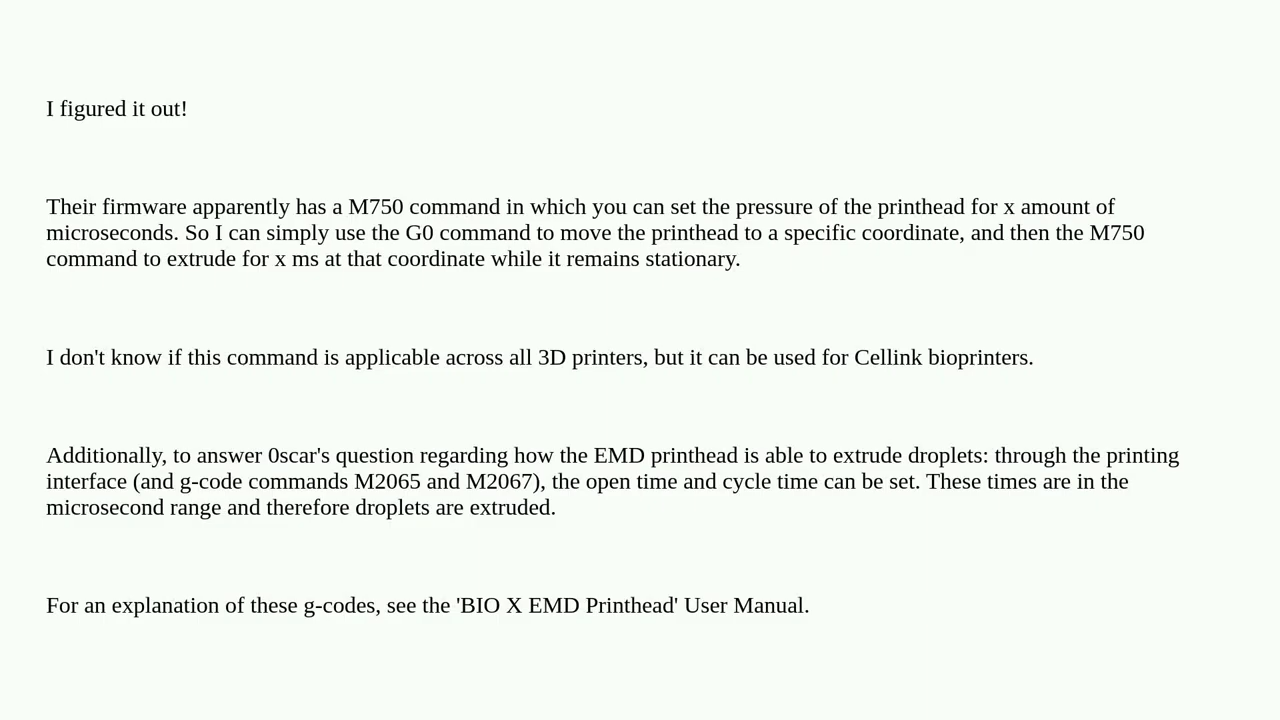 I figured it out!
Their firmware apparently has a M750 command in which you can set the pressure of the printhead for x amount of
microseconds. So I can simply use the G0 command to move the printhead to a specific coordinate, and then the M750
command to extrude for x ms at that coordinate while it remains stationary.
I don't know if this command is applicable across all 3D printers, but it can be used for Cellink bioprinters.
Additionally, to answer 0scar's question regarding how the EMD printhead is able to extrude droplets: through the printing
interface (and g-code commands M2065 and M2067), the open time and cycle time can be set. These times are in the
microsecond range and therefore droplets are extruded.
For an explanation of these g-codes, see the 'BIO X EMD Printhead' User Manual.